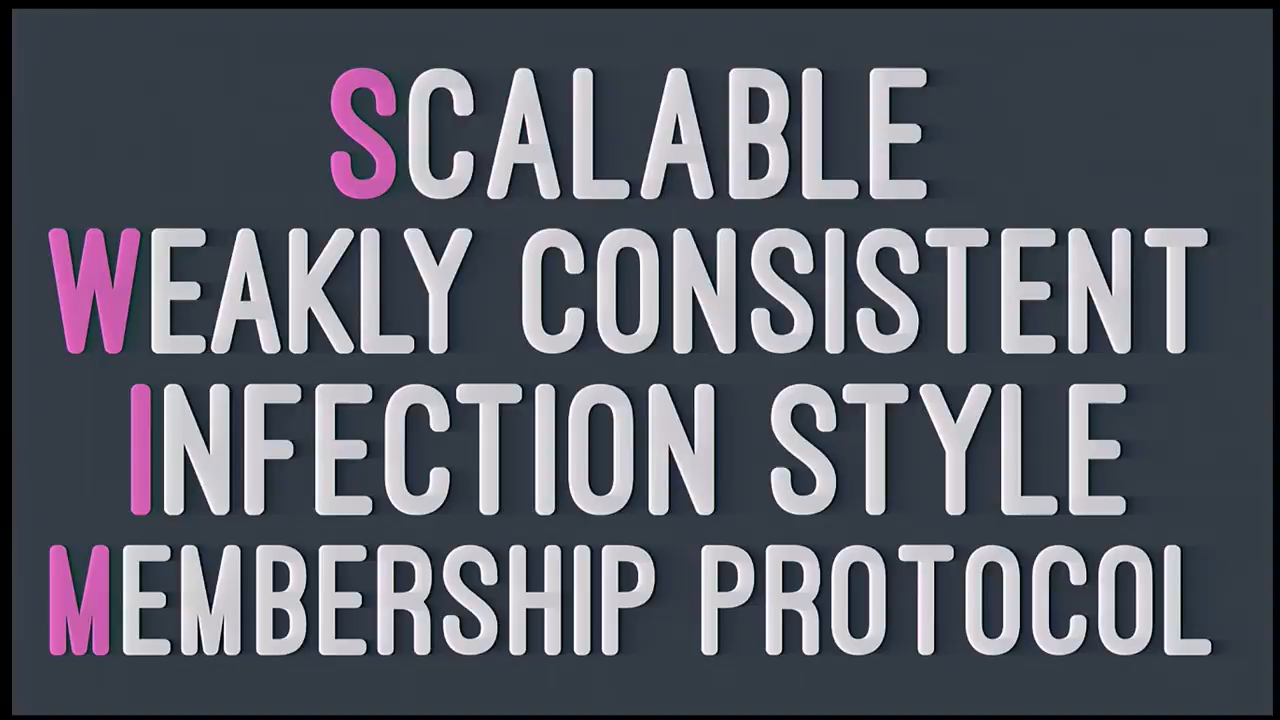 SCALABLE
WEAKLY CONSISTENT
INFECTION STYLE
MEMBERSHIP PROTOCOL